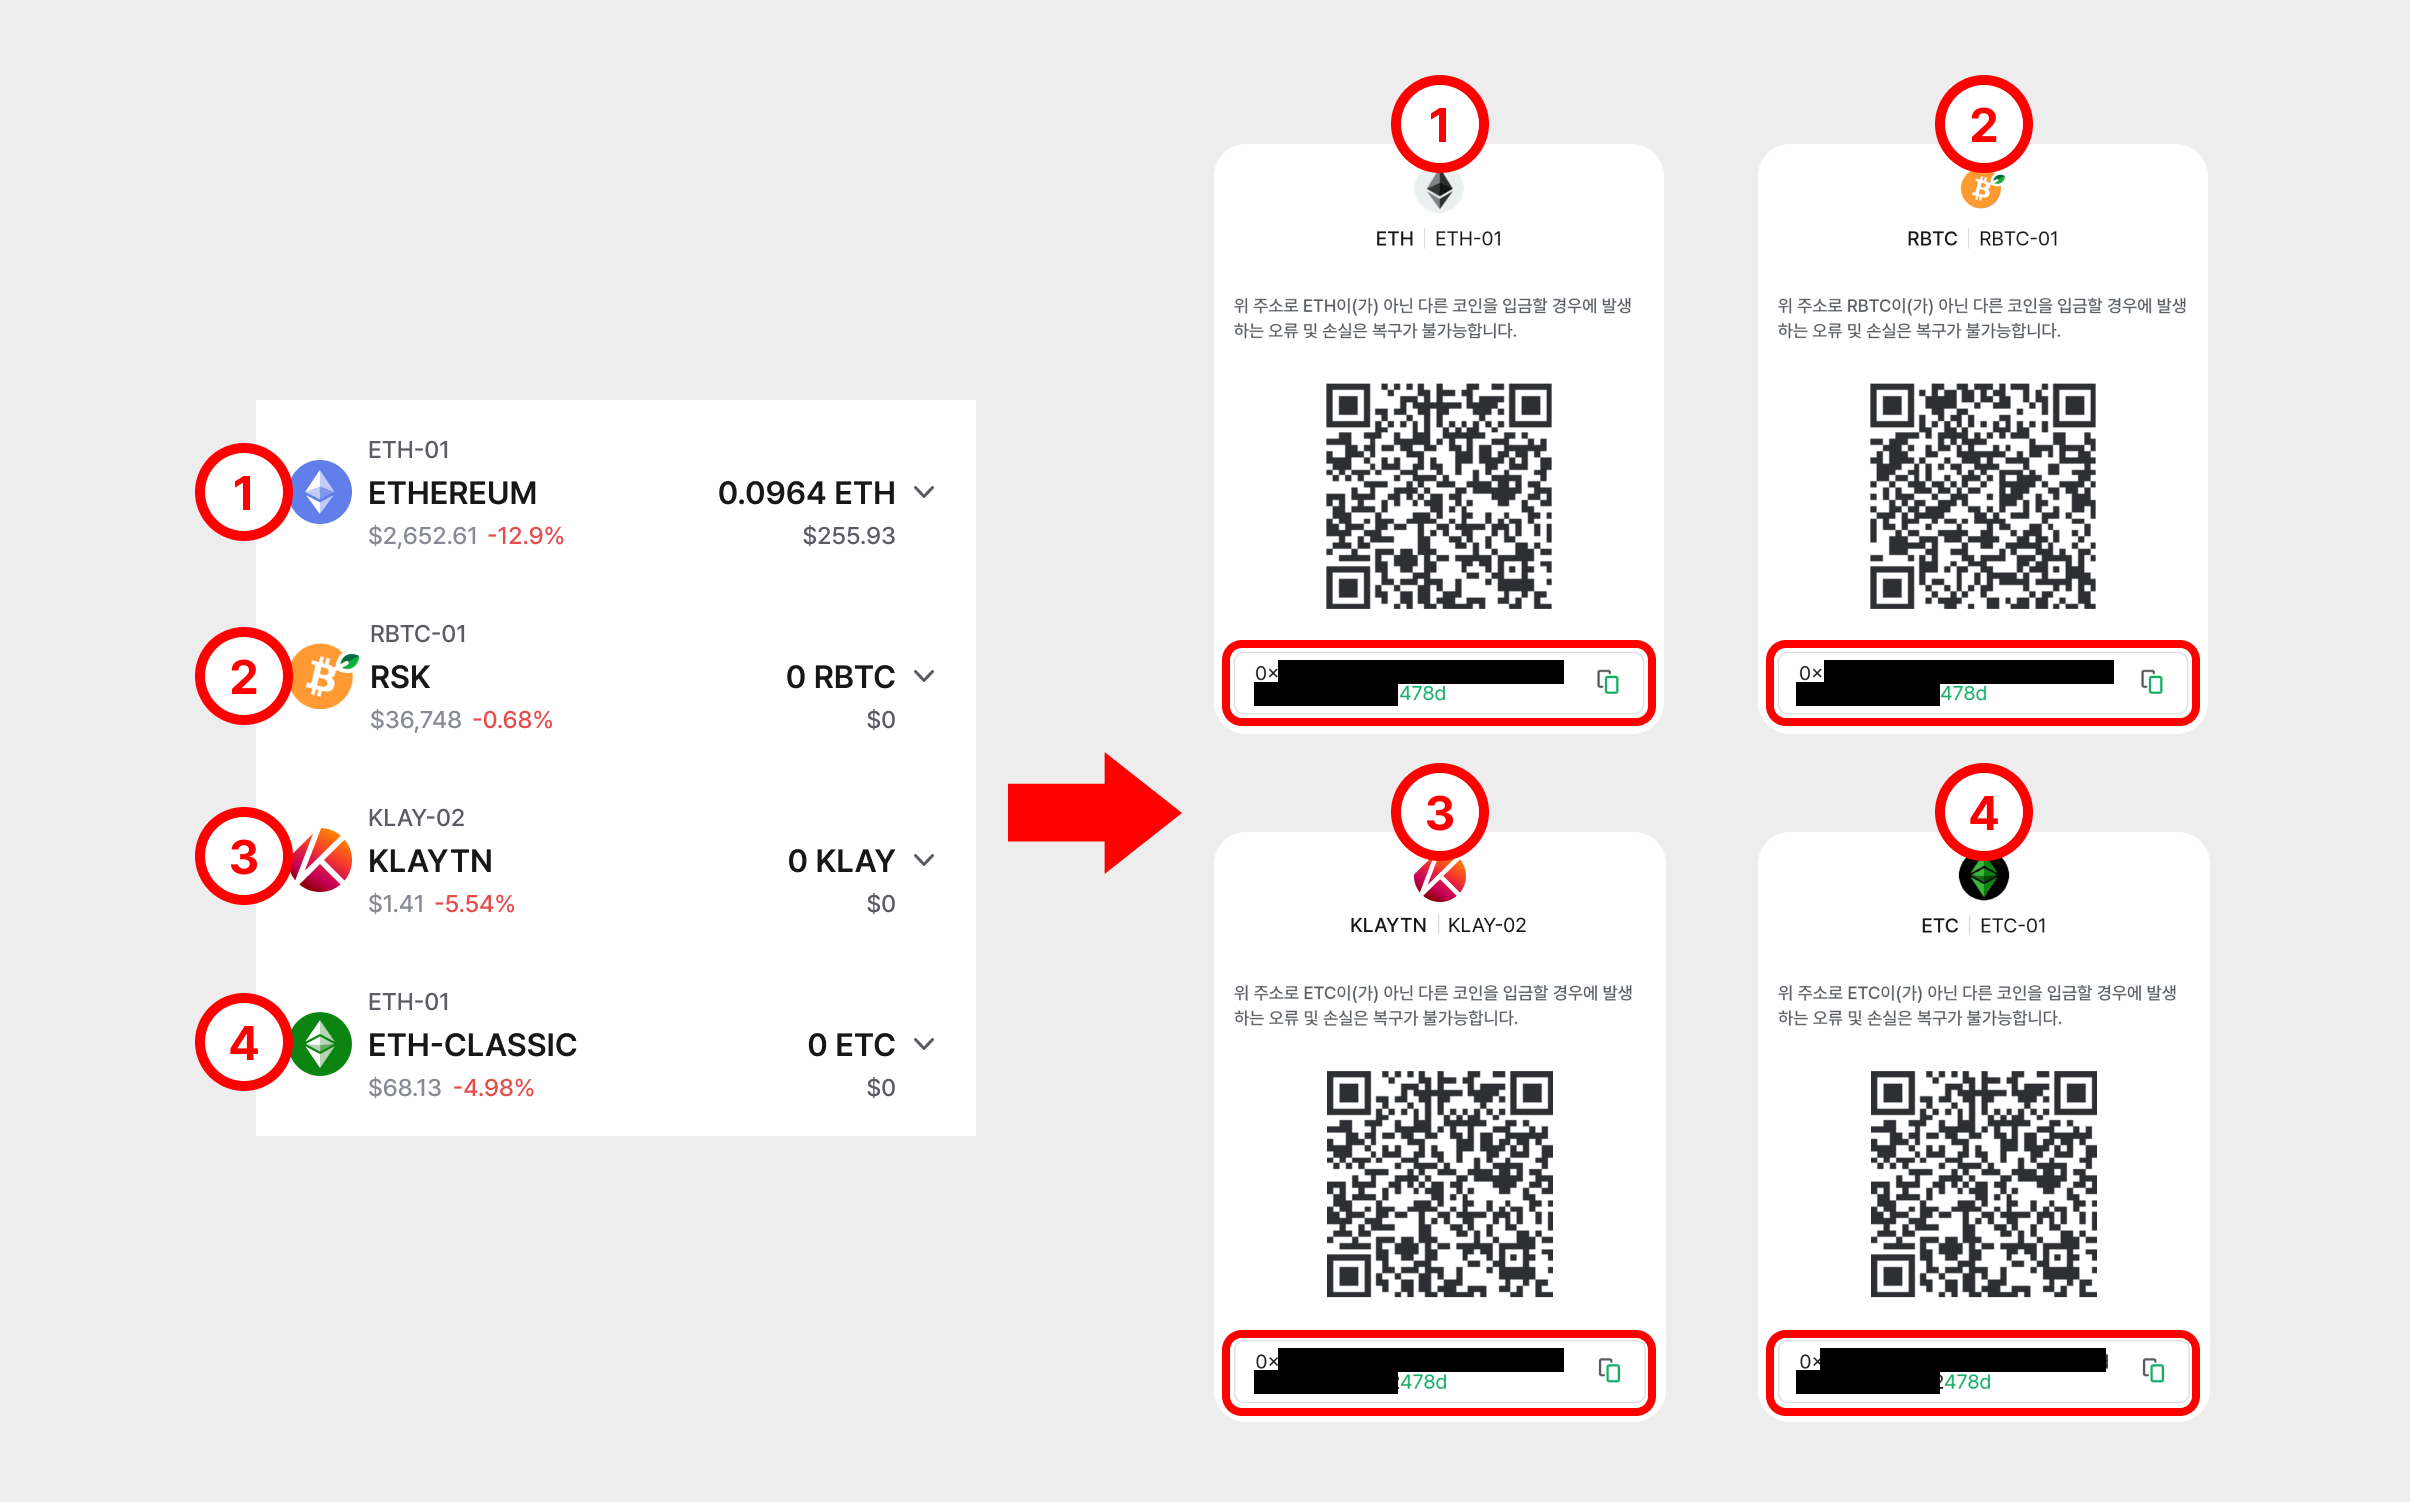 1
ETH-01
ETHEREUM
0.0964 ETH
$2,652.61 -12.9%
$255.93
2
RBTC-01
RSK
0 RBTC
$36,748 -0.68%
$0
3
KLAY-02
KLAYTN
0 KLAY
$1.41 -5.54%
$0
4
ETH-01
ETH-CLASSIC
0 ETC
$68.13 -4.98%
$0
1
ETH | ETH-01
위 주소로 ETH이(가) 아닌 다른 코인을 입금할 경우에 발생
하는 오류 및 손실은 복구가 불가능합니다.
0x
478d
2
RBTC | RBTC-01
위 주소로 RBTC이(가) 아닌 다른 코인을 입금할 경우에 발생
하는 오류 및 손실은 복구가 불가능합니다.
0x
478d
3
KLAYTN | KLAY-02
위 주소로 ETC이(가) 아닌 다른 코인을 입금할 경우에 발생
하는 오류 및 손실은 복구가 불가능합니다.
0x
478d
4
ETC | ETC-01
위 주소로 ETC이(가) 아닌 다른 코인을 입금할 경우에 발생
하는 오류 및 손실은 복구가 불가능합니다.
0x
2478d